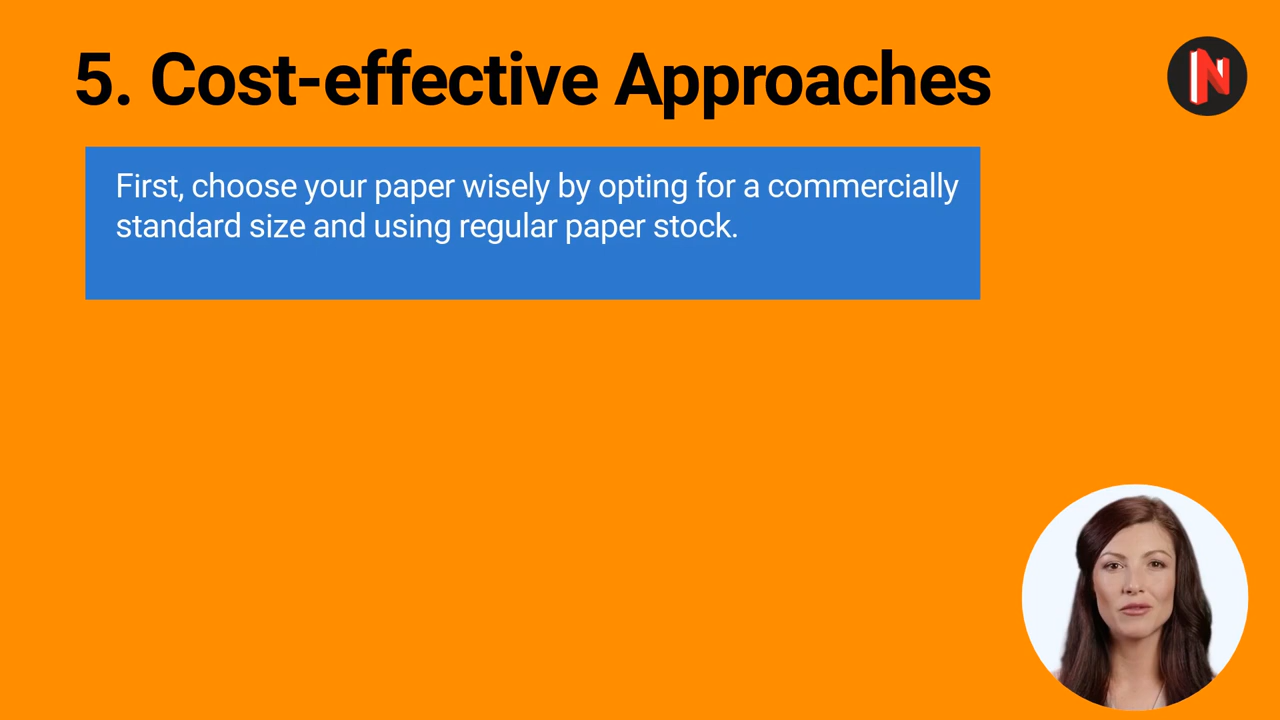 5. Cost-effective Approaches
First, choose your paper wisely by opting for a commercially
standard size and using regular paper stock.
N